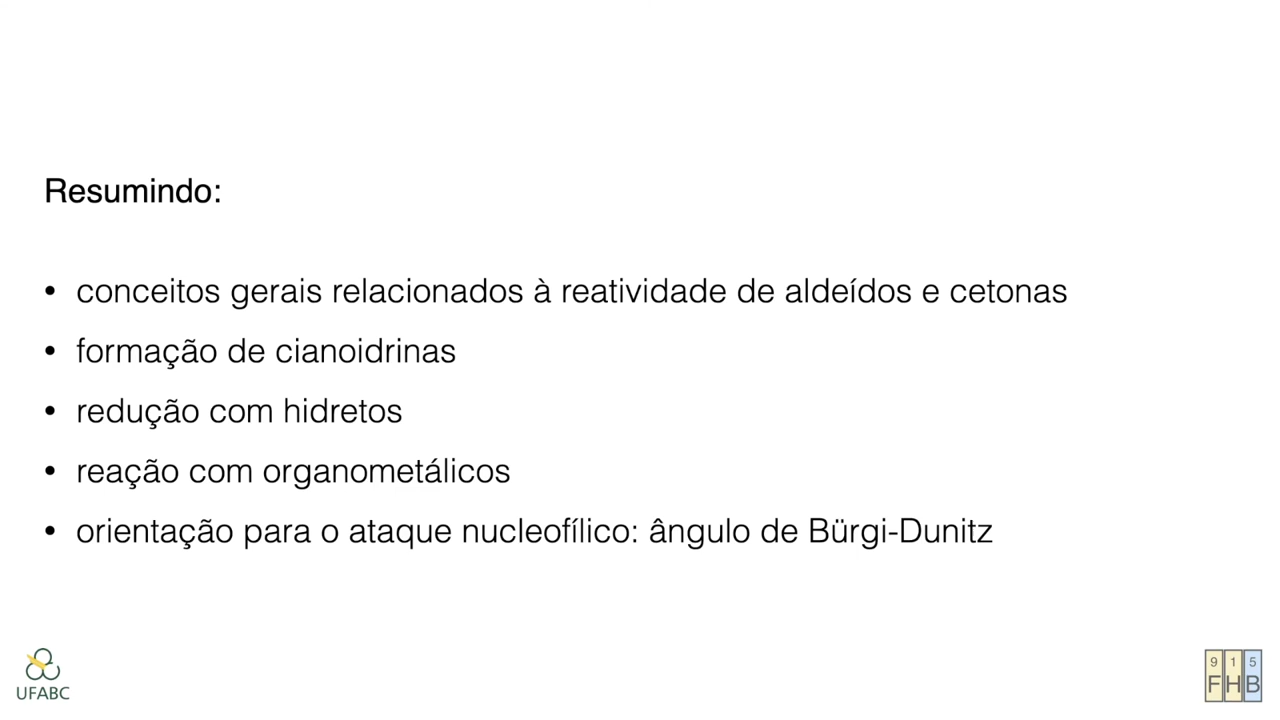 Resumindo:
• conceitos gerais relacionados à reatividade de aldeídos e cetonas
• formação de cianoidrinas
• redução com hidretos
• reação com organometálicos
• orientação para o ataque nucleofílico: ângulo de Bürgi-Dunitz
UFABC
9 1 5
F H B